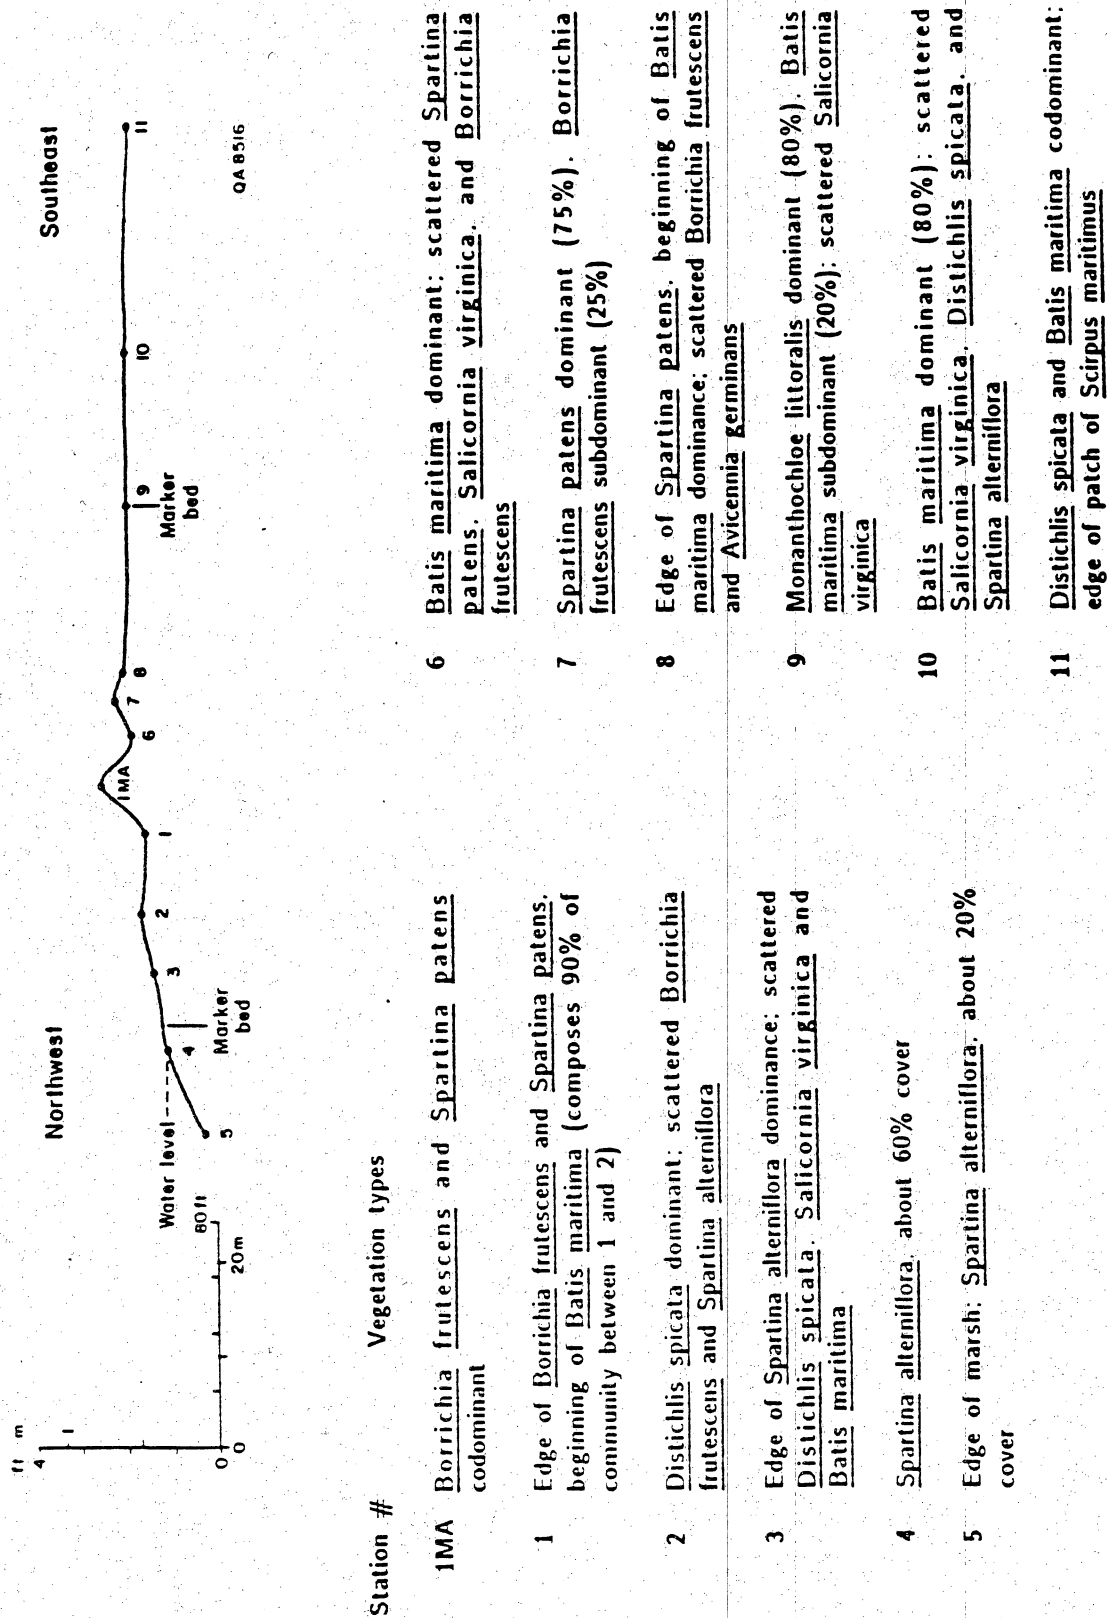 Northwest
Southeast
ft m
4
1
0
0
60ft
20m
Water level
5
4
Marker
bed
3
2
1
1MA
6
7
8
9
Marker
bed
10
11
QA 8516
Station #
Vegetation types
1MA Borrichia frutescens and Spartina patens
codominant
1 Edge of Borrichia frutescens and Spartina patens,
beginning of Batis maritima (composes 90% of
community between 1 and 2)
2 Distichlis spicata dominant; scattered Borrichia
frutescens and Spartina alterniflora
3 Edge of Spartina alterniflora dominance; scattered
Distichlis spicata, Salicornia virginica and
Batis maritima
4 Spartina alterniflora, about 60% cover
5 Edge of marsh; Spartina alterniflora, about 20%
cover
6 Batis maritima dominant; scattered Spartina
patens, Salicornia virginica, and Borrichia
frutescens
7 Spartina patens dominant (75%), Borrichia
frutescens subdominant (25%)
8 Edge of Spartina patens, beginning of Batis
maritima dominance; scattered Borrichia frutescens
and Avicennia germinans
9 Monanthochloe littoralis dominant (80%), Batis
maritima subdominant (20%); scattered Salicornia
virginica
10 Batis maritima dominant (80%); scattered
Salicornia virginica, Distichlis spicata, and
Spartina alterniflora
11 Distichlis spicata and Batis maritima codominant;
edge of patch of Scirpus maritimus